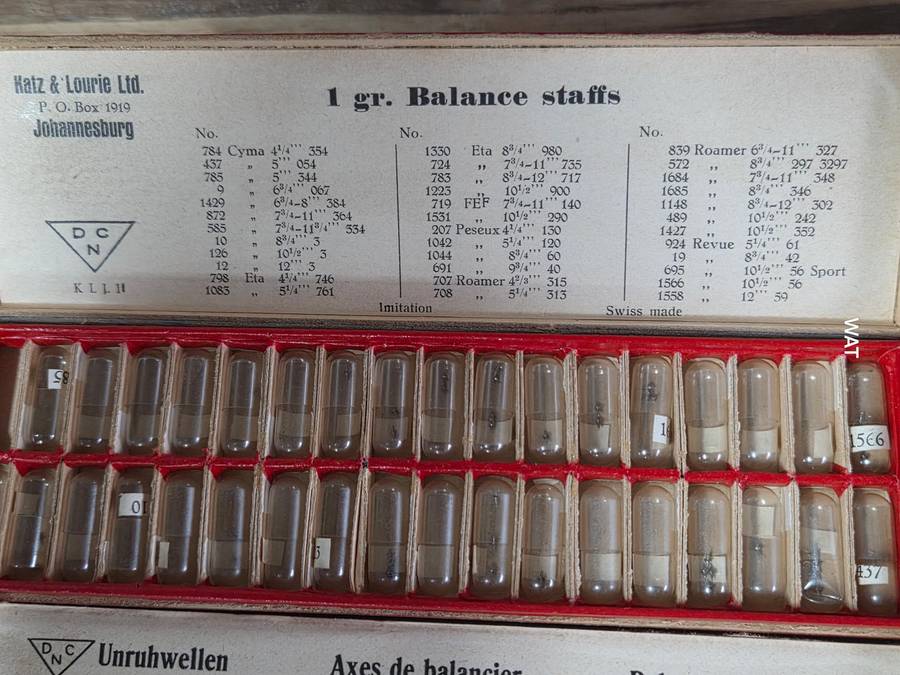 Katz & Lourie Ltd.
P. O. Box 1919
Johannesburg
1 gr. Balance staffs
No.
784 Cyma 4¹/⁴''' 354
437 „ 5''' 054
785 „ 5''' 344
9 „ 6³/⁴''' 067
1429 „ 6³/⁴–8''' 384
872 „ 7³/⁴–11''' 364
585 „ 7³/⁴–11³/⁴''' 334
10 „ 8³/⁴''' 3
126 „ 10¹/²''' 3
12 „ 12''' 3
798 Eta 4¹/⁴''' 746
1083 „ 5¹/⁴''' 761
No.
1330 Eta 8³/⁴''' 980
724 „ 7³/⁴–11''' 735
783 „ 8³/⁴–12''' 717
1223 „ 10¹/²''' 900
719 FEF 7³/⁴–11''' 140
1531 „ 10¹/²''' 290
207 Peseux 4¹/⁴''' 130
1042 „ 5¹/⁴''' 120
1044 „ 8³/⁴''' 60
691 „ 9³/⁴''' 40
707 Roamer 4²/³''' 315
708 „ 5¹/⁴''' 313
No.
839 Roamer 6³/⁴–11''' 327
572 „ 8³/⁴''' 297 3297
1684 „ 7³/⁴–11''' 348
1685 „ 8³/⁴''' 346
1148 „ 8³/⁴–12''' 302
489 „ 10¹/²''' 242
1427 „ 10¹/²''' 352
924 Revue 5¹/⁴''' 61
19 „ 8³/⁴''' 42
695 „ 10¹/²''' 56 Sport
1566 „ 10¹/²''' 56
1558 „ 12''' 59
DNC
Imitation
Swiss made
WAT
85
1566
10
437
DNC
Unruhwellen
Axes de balancier